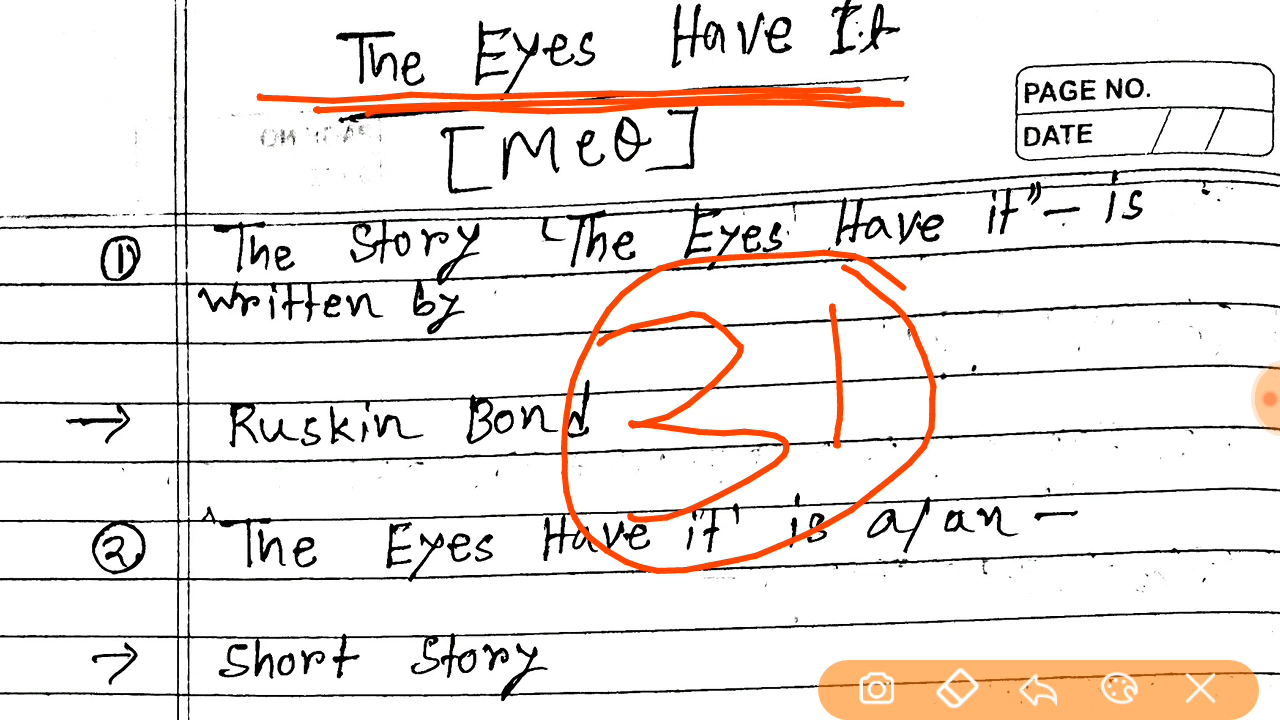 The Eyes Have It
[MCQ]
PAGE NO.
DATE / /
① The Story 'The Eyes' Have it" – is
written by
31
→ Ruskin Bond
② 'The Eyes Have it' is a/an –
→ Short Story